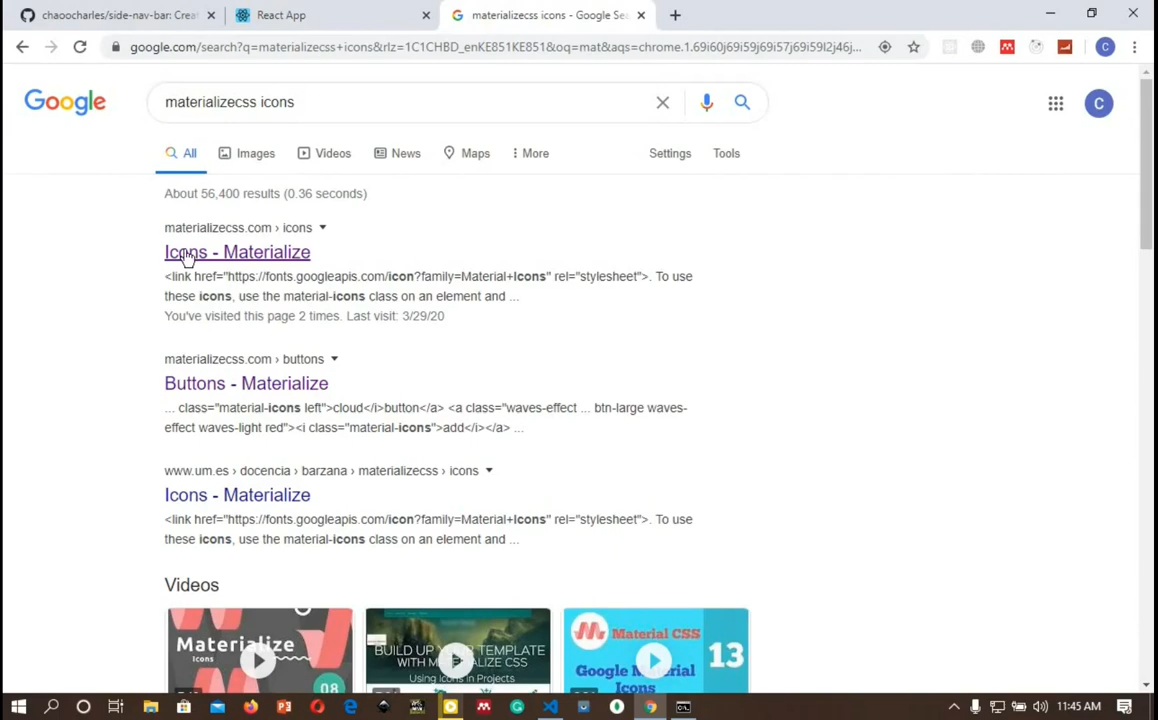 chaoocharles/side-nav-bar: Creat
React App
materializecss icons - Google Sea
google.com/search?q=materializecss+icons&rlz=1C1CHBD_enKE851KE851&oq=mat&aqs=chrome.1.69i60j69i59j69i57j69i59l2j46j...
C
Google
materializecss icons
C
All
Images
Videos
News
Maps
More
Settings
Tools
About 56,400 results (0.36 seconds)
materializecss.com › icons
Icons - Materialize
<link href="https://fonts.googleapis.com/icon?family=Material+Icons" rel="stylesheet">. To use
these icons, use the material-icons class on an element and ...
You've visited this page 2 times. Last visit: 3/29/20
materializecss.com › buttons
Buttons - Materialize
... class="material-icons left">cloud</i>button</a> <a class="waves-effect ... btn-large waves-
effect waves-light red"><i class="material-icons">add</i></a> ...
www.um.es › docencia › barzana › materializecss › icons
Icons - Materialize
<link href="https://fonts.googleapis.com/icon?family=Material+Icons" rel="stylesheet">. To use
these icons, use the material-icons class on an element and ...
Videos
Materialize
Icons
08
BUILD UP YOUR TEMPLATE
WITH MATERIALIZE CSS
Using Icons in Projects
Material CSS
13
Google Material
Icons
11:45 AM